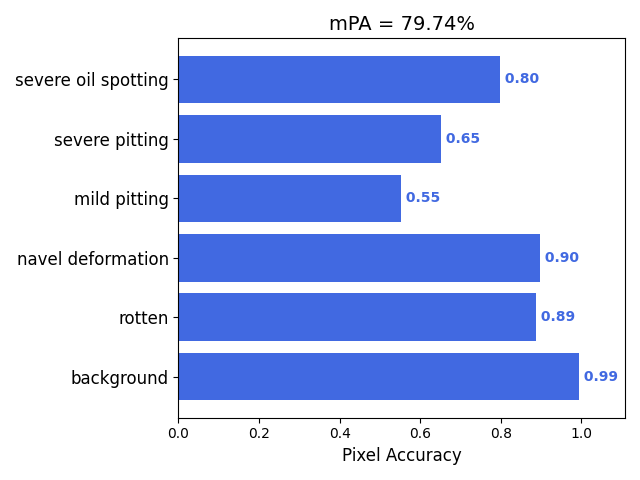 mPA = 79.74%
severe oil spotting
0.80
severe pitting
0.65
mild pitting
0.55
navel deformation
0.90
rotten
0.89
background
0.99
0.0 0.2 0.4 0.6 0.8 1.0
Pixel Accuracy